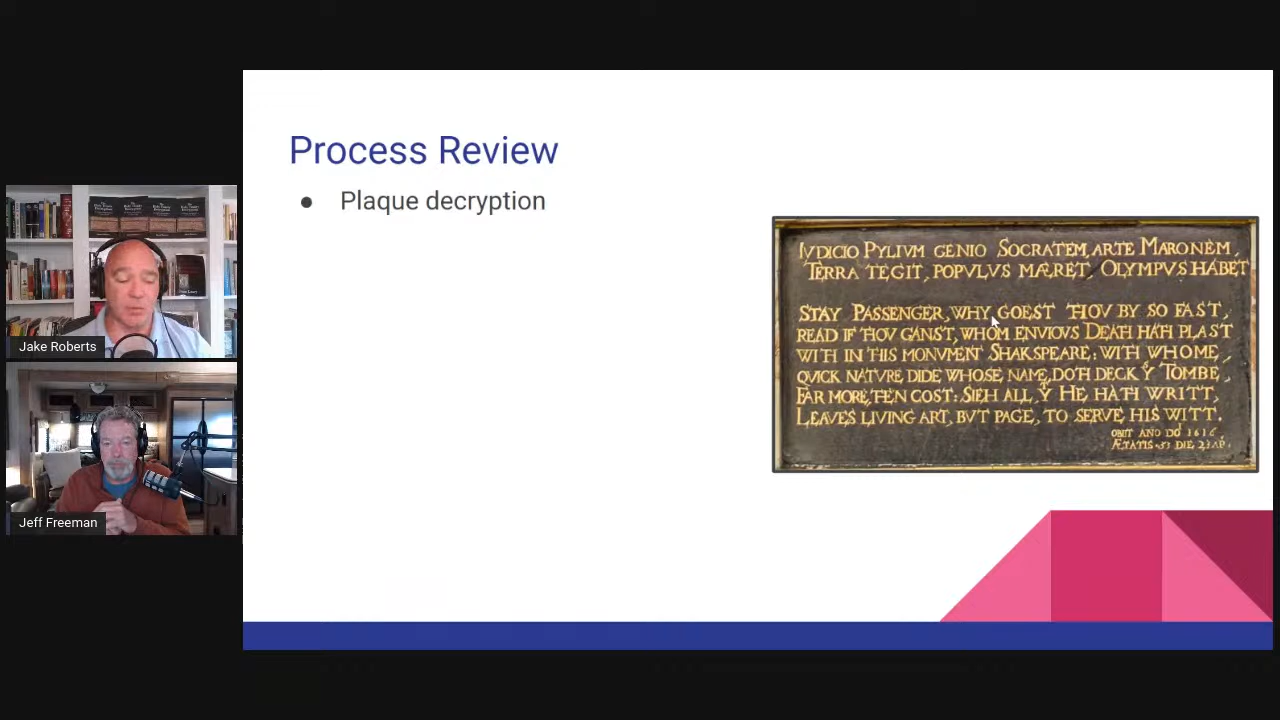 Process Review
● Plaque decryption
IVDICIO PYLIVM GENIO SOCRATEM, ARTE MARONEM,
TERRA TEGIT, POPVLVS MÆRET, OLYMPVS HABET
STAY PASSENGER, WHY GOEST THOV BY SO FAST,
READ IF THOV CANST, WHOM ENVIOVS DEATH HATH PLAST
WITH IN THIS MONVMENT SHAKSPEARE: WITH WHOME,
QVICK NATVRE DIDE WHOSE NAME, DOTH DECK Y TOMBE,
FAR MORE, THEN COST: SIEH ALL, Y HE HATH WRITT,
LEAVES LIVING ART, BVT PAGE, TO SERVE HIS WITT.
OBIIT ANO DO 1616
ÆTATIS · 53 DIE 23 AP.
Jake Roberts
Jeff Freeman